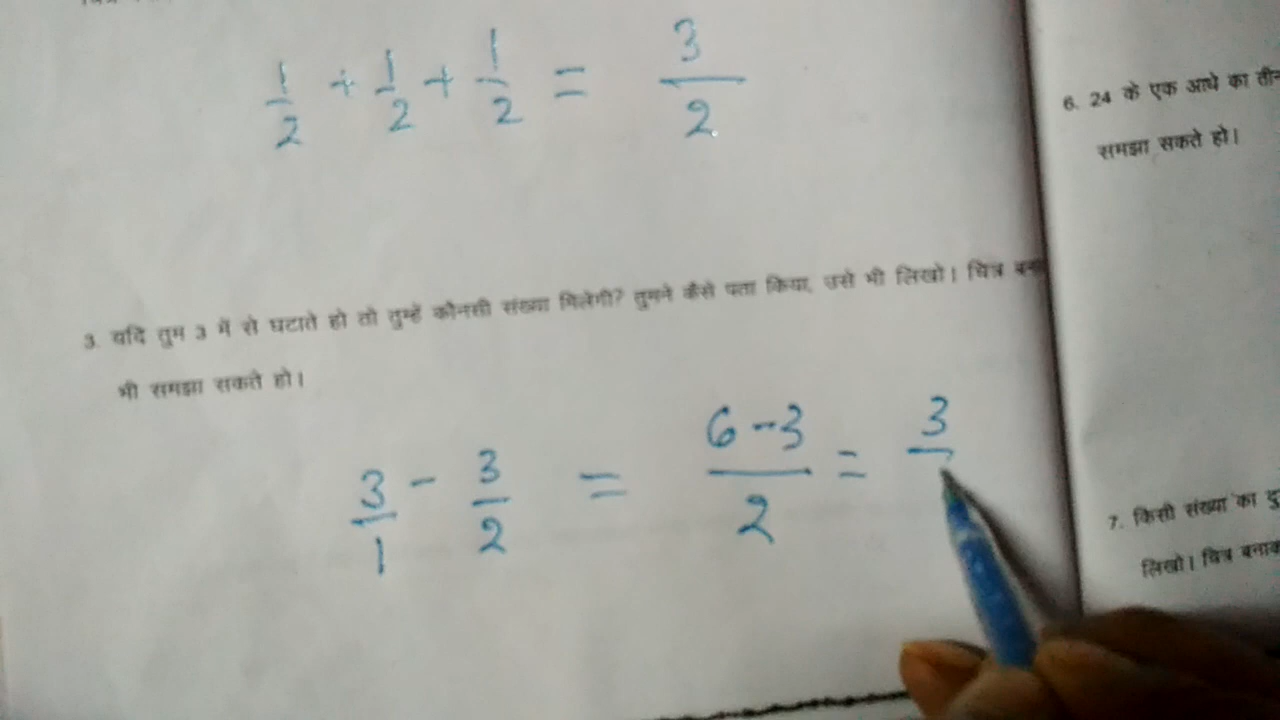 1/2 + 1/2 + 1/2 = 3/2
3. यदि तुम 3 में से घटाते हो तो तुम्हें कौनसी संख्या मिलेगी? तुमने कैसे पता किया, उसे भी लिखो। चित्र
भी समझा सकते हो।
3/1 - 3/2 = 6-3/2 = 3/
6. 24 के एक आधे का
समझा सकते हो।
7. किसी संख्या का
लिखो। चित्र